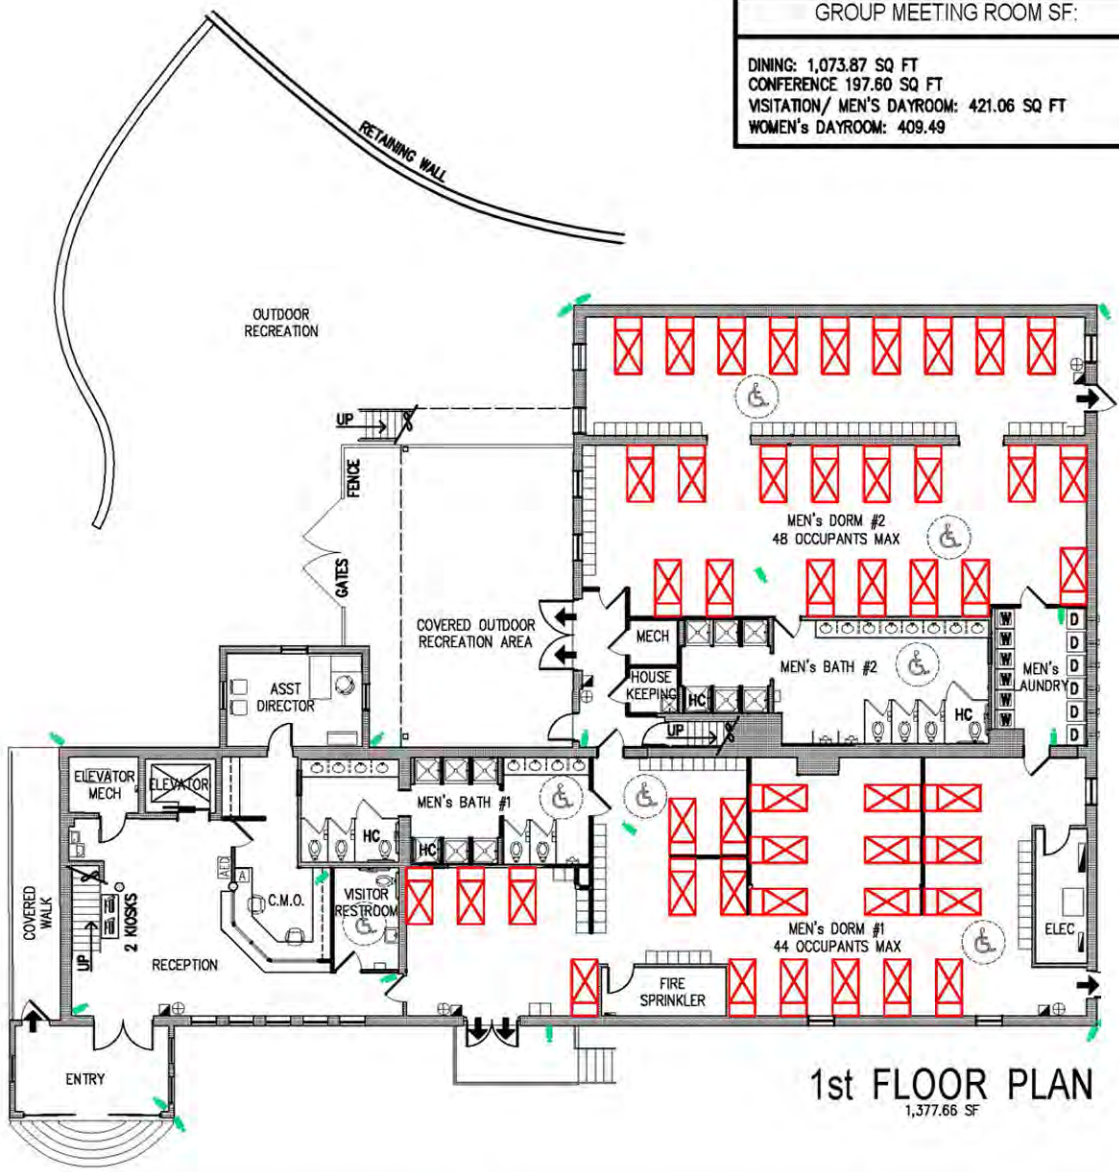 GROUP MEETING ROOM SF:
DINING: 1,073.87 SQ FT
CONFERENCE 197.60 SQ FT
VISITATION/ MEN'S DAYROOM: 421.06 SQ FT
WOMEN's DAYROOM: 409.49
RETAINING WALL
OUTDOOR
RECREATION
UP
FENCE
GATES
COVERED OUTDOOR
RECREATION AREA
MEN's DORM #2
48 OCCUPANTS MAX
MECH
HOUSE
KEEPING
HC
UP
MEN's BATH #2
HC
W
W
W
W
W
W
MEN's
LAUNDRY
D
D
D
D
D
D
ASST
DIRECTOR
ELEVATOR
MECH
ELEVATOR
MEN's BATH #1
HC
HC
COVERED
WALK
UP
2 KIOSKS
AED
A
C.M.O.
VISITOR
RESTROOM
RECEPTION
MEN's DORM #1
44 OCCUPANTS MAX
ELEC
FIRE
SPRINKLER
ENTRY
1st FLOOR PLAN
1,377.66 SF